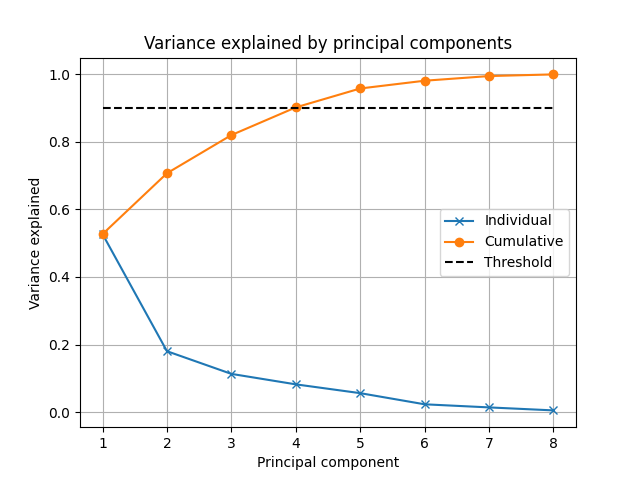 Variance explained by principal components
Variance explained
1.0
0.8
0.6
0.4
0.2
0.0
Individual
Cumulative
Threshold
1 2 3 4 5 6 7 8
Principal component